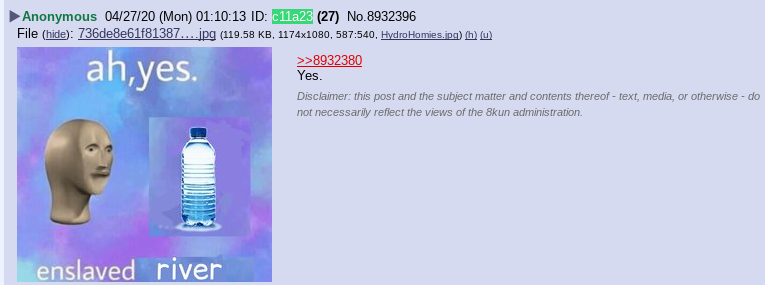 ▶Anonymous 04/27/20 (Mon) 01:10:13 ID: c11a23 (27) No.8932396
File (hide): 736de8e61f81387….jpg (119.58 KB, 1174x1080, 587:540, HydroHomies.jpg) (h) (u)
ah,yes.
enslaved river
>>8932380
Yes.
Disclaimer: this post and the subject matter and contents thereof - text, media, or otherwise - do
not necessarily reflect the views of the 8kun administration.